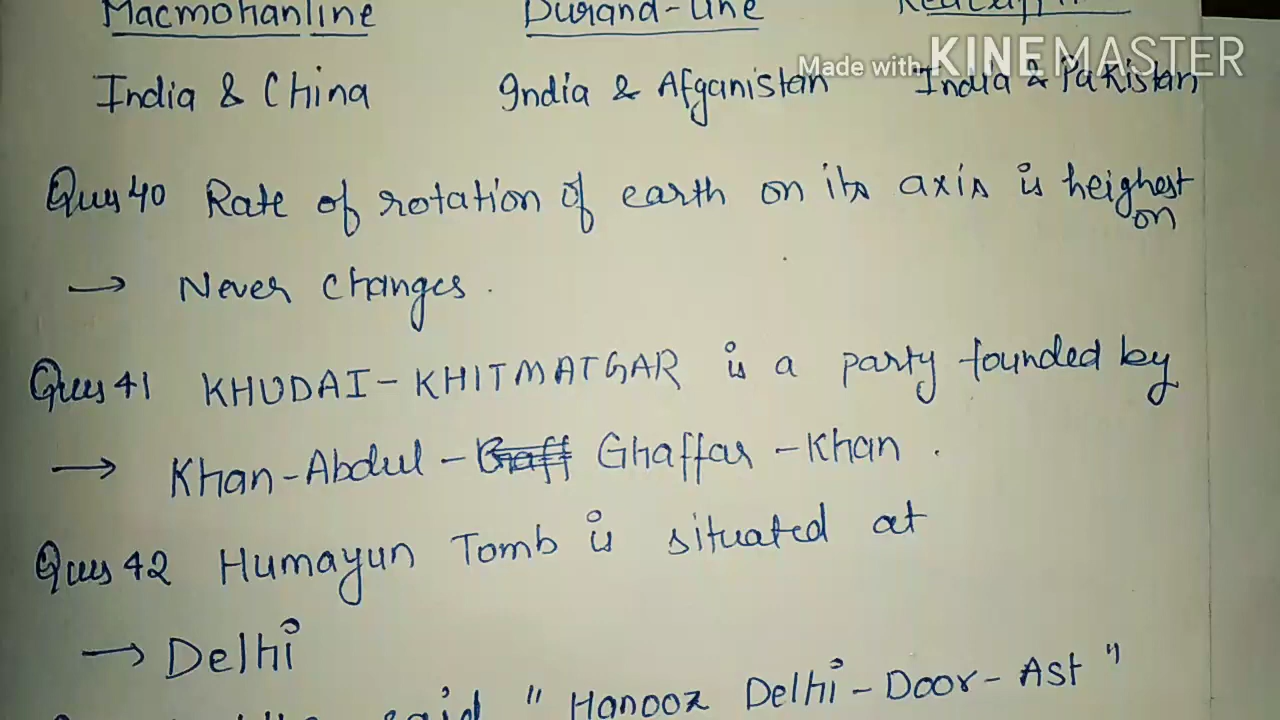 Macmohanline Durand-Line
Made with KINEMASTER
India & China India & Afganistan India & Pakistan
Ques 40 Rate of rotation of earth on its axis is heighest
on
→ Never changes.
Ques 41 KHUDAI-KHITMATGAR is a party founded by
→ Khan-Abdul- Ghaffar-Khan.
Ques 42 Humayun Tomb is situated at
→ Delhi
said "Hanooz Delhi-Door-Ast"